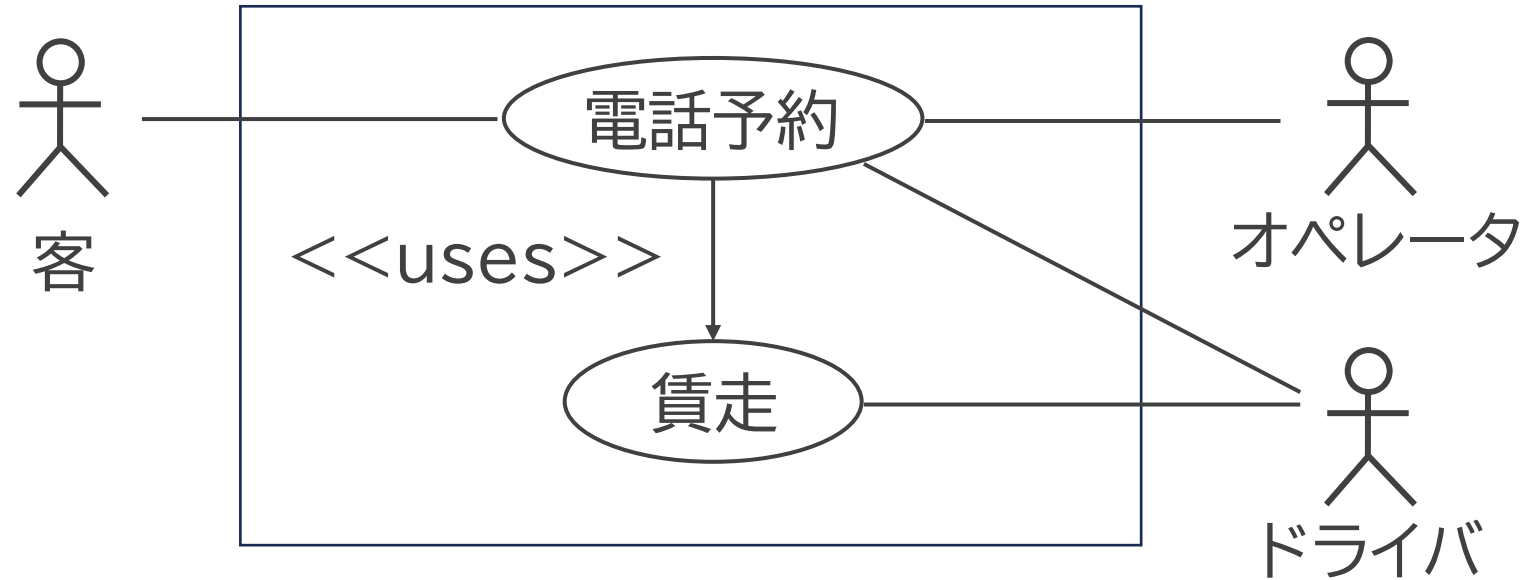 電話予約
客
<<uses>>
オペレータ
賃走
ドライバ